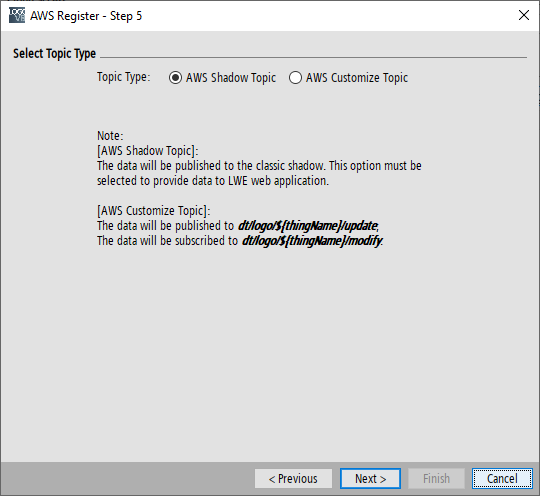 AWS Register - Step 5
Select Topic Type
Topic Type: AWS Shadow Topic AWS Customize Topic
Note:
[AWS Shadow Topic]:
The data will be published to the classic shadow. This option must be
selected to provide data to LWE web application.
[AWS Customize Topic]:
The data will be published to dt/logo/${thingName}/update,
The data will be subscribed to dt/logo/${thingName}/modify.
< Previous Next > Finish Cancel